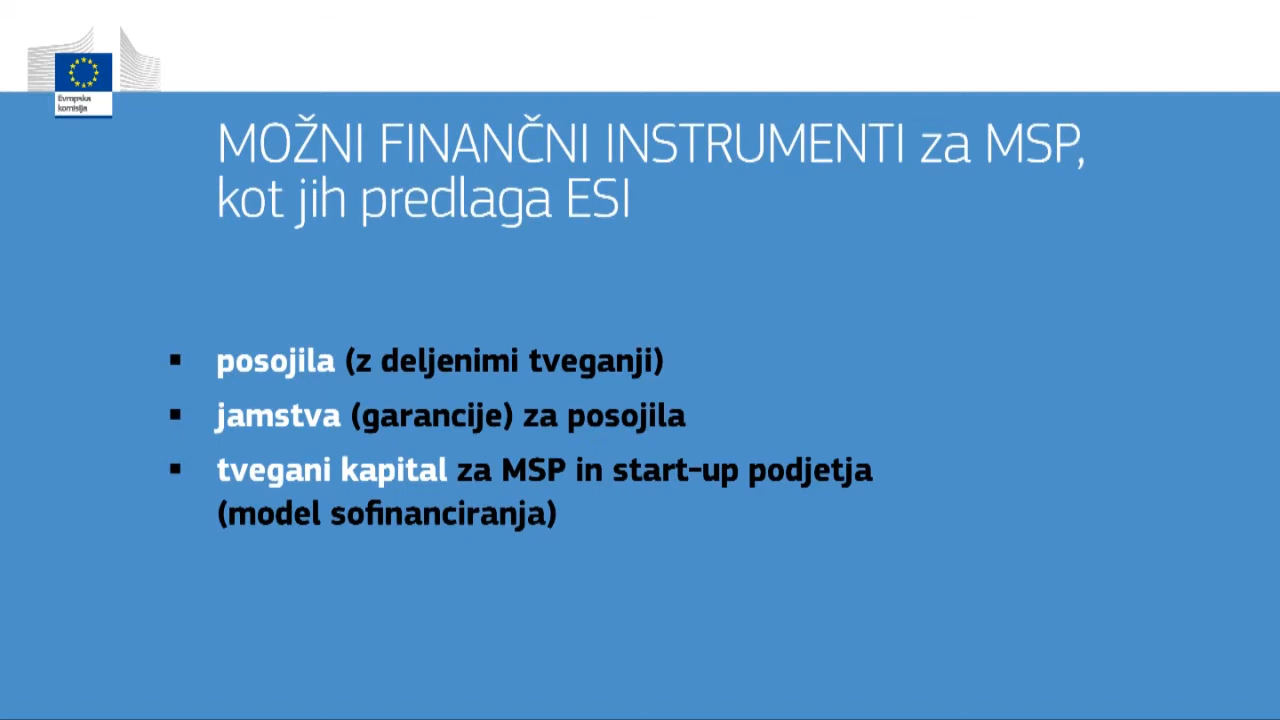 Evropska
komisija
MOŽNI FINANČNI INSTRUMENTI za MSP,
kot jih predlaga ESI
▪ posojila (z deljenimi tveganji)
▪ jamstva (garancije) za posojila
▪ tvegani kapital za MSP in start-up podjetja
(model sofinanciranja)